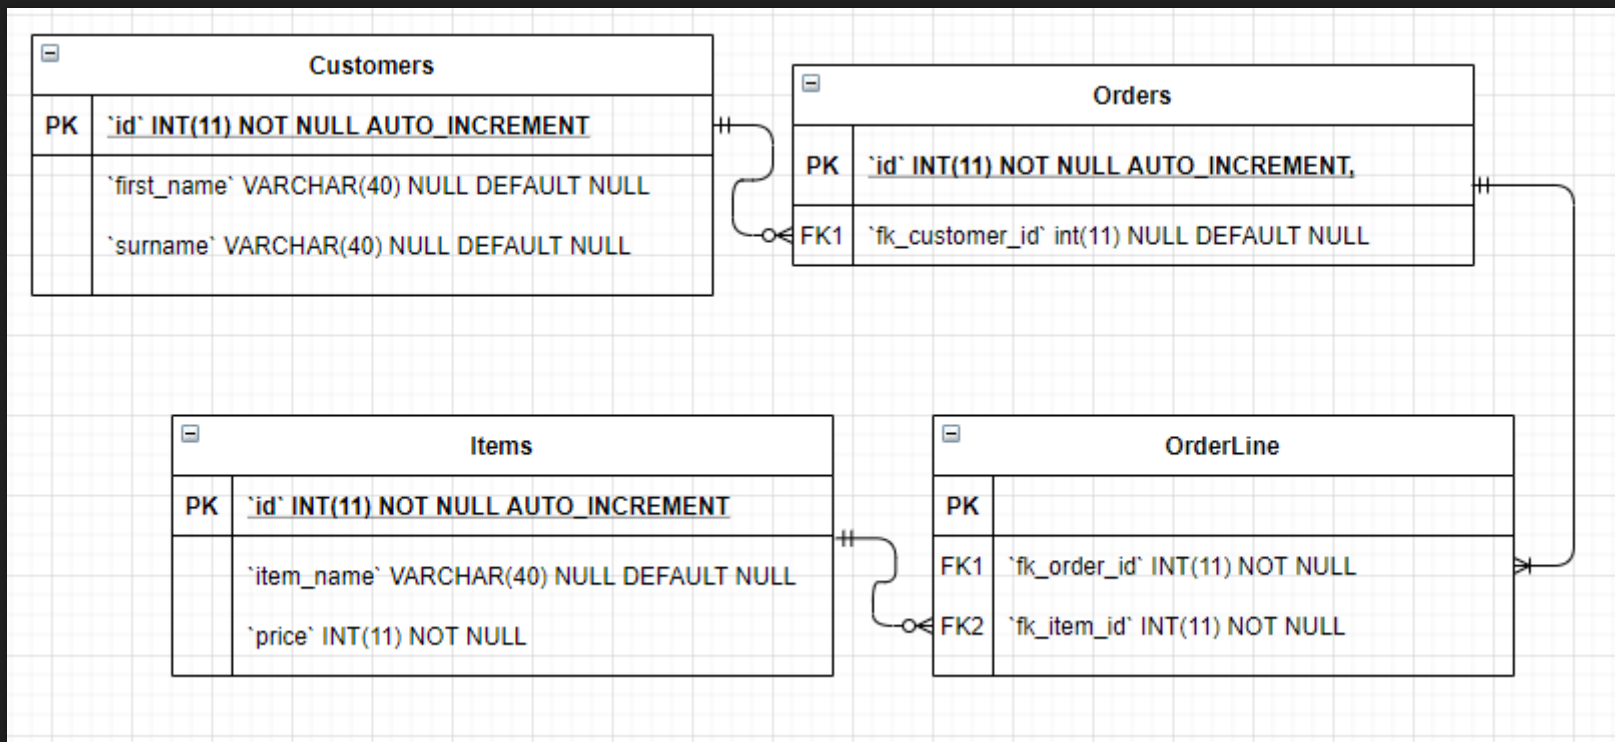 Customers
PK `id` INT(11) NOT NULL AUTO_INCREMENT
`first_name` VARCHAR(40) NULL DEFAULT NULL
`surname` VARCHAR(40) NULL DEFAULT NULL
Orders
PK `id` INT(11) NOT NULL AUTO_INCREMENT,
FK1 `fk_customer_id` int(11) NULL DEFAULT NULL
Items
PK `id` INT(11) NOT NULL AUTO_INCREMENT
`item_name` VARCHAR(40) NULL DEFAULT NULL
`price` INT(11) NOT NULL
OrderLine
PK
FK1 `fk_order_id` INT(11) NOT NULL
FK2 `fk_item_id` INT(11) NOT NULL